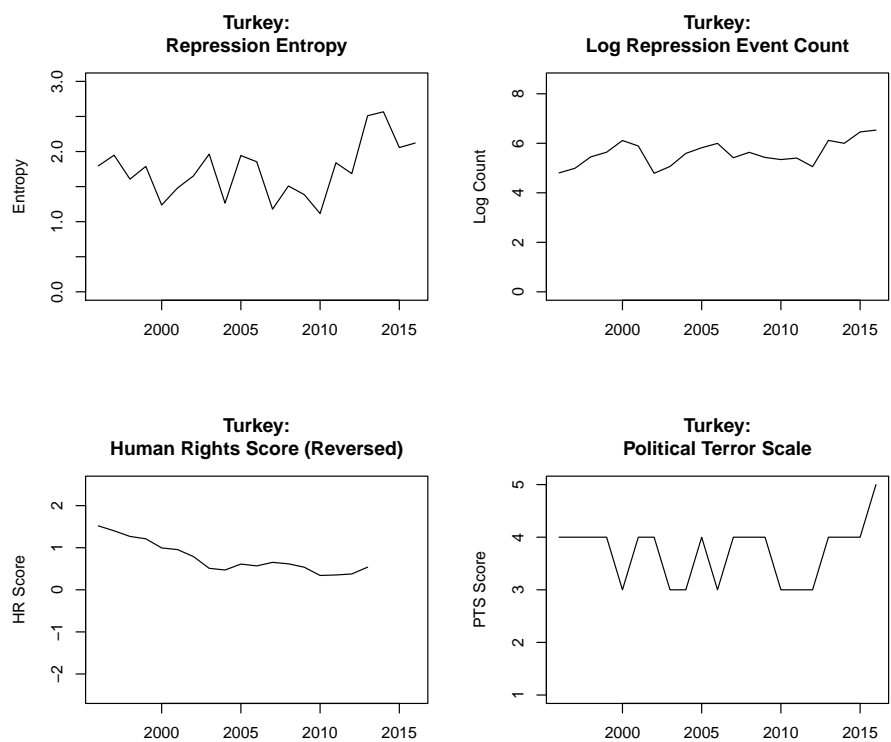 Turkey:
Repression Entropy
3.0
2.0
1.0
0.0
Entropy
2000 2005 2010 2015
Turkey:
Log Repression Event Count
8
6
4
2
0
Log Count
2000 2005 2010 2015
Turkey:
Human Rights Score (Reversed)
2
1
0
−1
−2
HR Score
2000 2005 2010 2015
Turkey:
Political Terror Scale
5
4
3
2
1
PTS Score
2000 2005 2010 2015